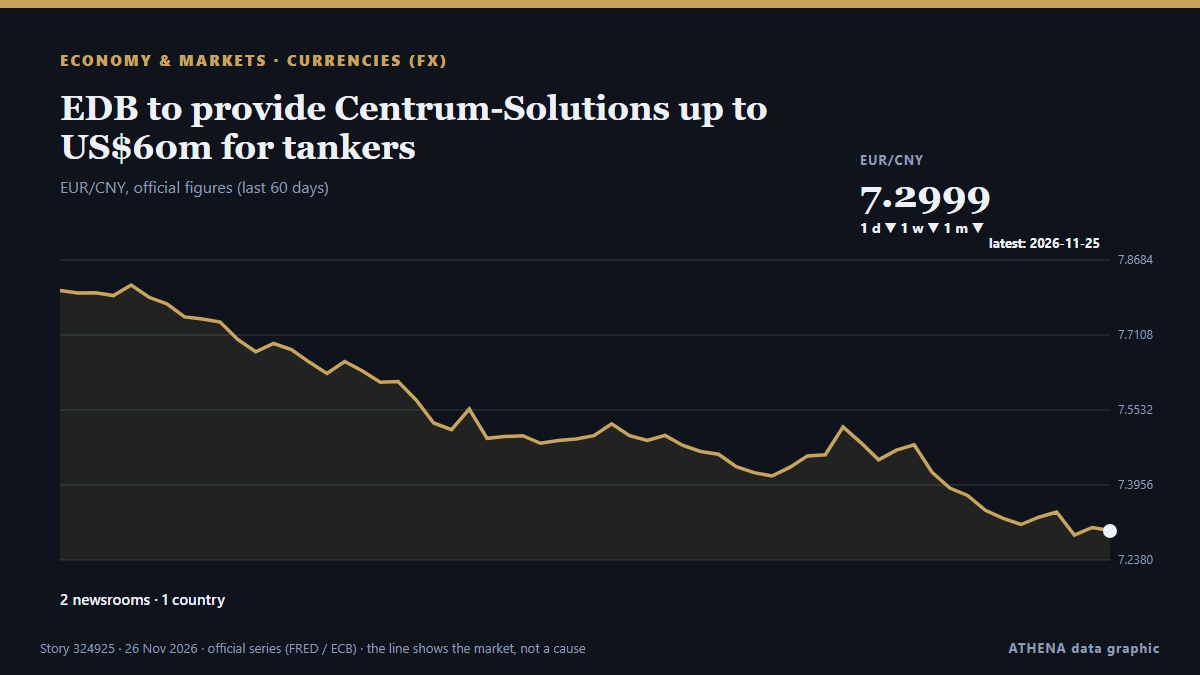 ECONOMY & MARKETS · CURRENCIES (FX)
EDB to provide Centrum-Solutions up to
US$60m for tankers
EUR/CNY, official figures (last 60 days)
EUR/CNY
7.2999
1 d ▼ 1 w ▼ 1 m ▼
latest: 2026-11-25
7.8684
7.7108
7.5532
7.3956
7.2380
2 newsrooms · 1 country
Story 324925 · 26 Nov 2026 · official series (FRED / ECB) · the line shows the market, not a cause
ATHENA data graphic